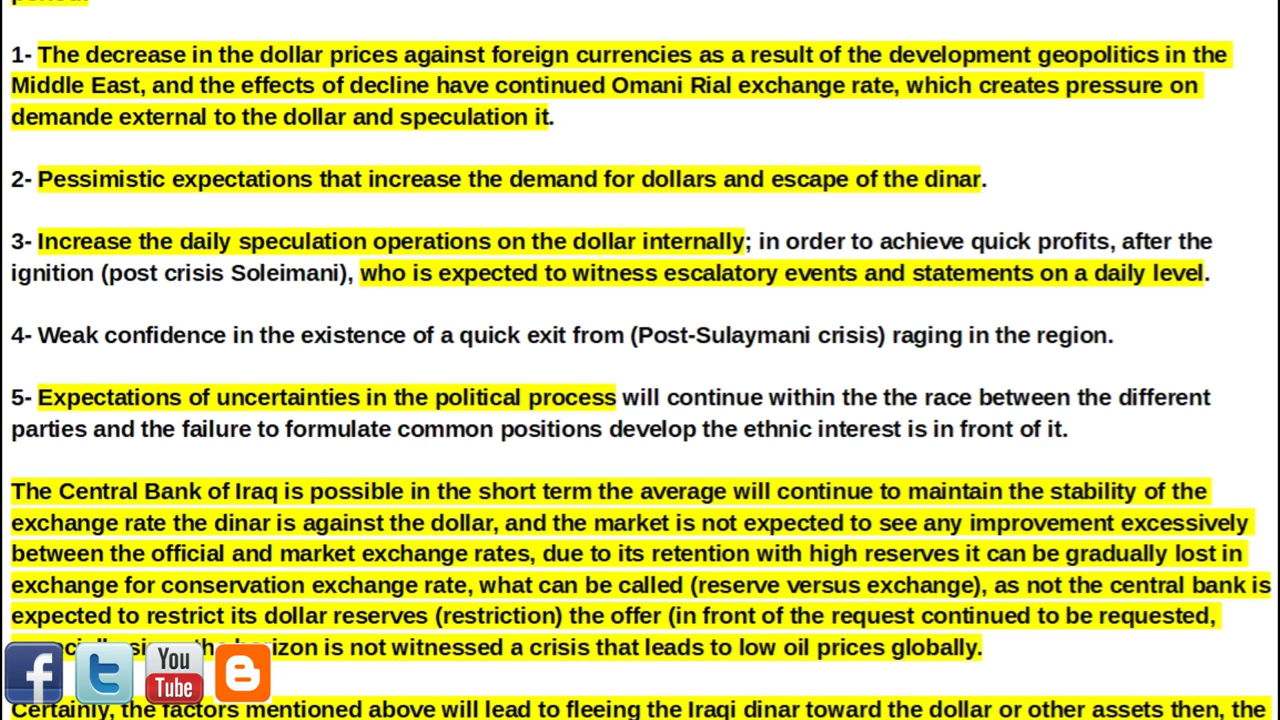 period.
1- The decrease in the dollar prices against foreign currencies as a result of the development geopolitics in the
Middle East, and the effects of decline have continued Omani Rial exchange rate, which creates pressure on
demande external to the dollar and speculation it.
2- Pessimistic expectations that increase the demand for dollars and escape of the dinar.
3- Increase the daily speculation operations on the dollar internally; in order to achieve quick profits, after the
ignition (post crisis Soleimani), who is expected to witness escalatory events and statements on a daily level.
4- Weak confidence in the existence of a quick exit from (Post-Sulaymani crisis) raging in the region.
5- Expectations of uncertainties in the political process will continue within the the race between the different
parties and the failure to formulate common positions develop the ethnic interest is in front of it.
The Central Bank of Iraq is possible in the short term the average will continue to maintain the stability of the
exchange rate the dinar is against the dollar, and the market is not expected to see any improvement excessively
between the official and market exchange rates, due to its retention with high reserves it can be gradually lost in
exchange for conservation exchange rate, what can be called (reserve versus exchange), as not the central bank is
expected to restrict its dollar reserves (restriction) the offer (in front of the request continued to be requested,
is not witnessed a crisis that leads to low oil prices globally.
f t You Tube B
Certainly, the factors mentioned above will lead to fleeing the Iraqi dinar toward the dollar or other assets then, the